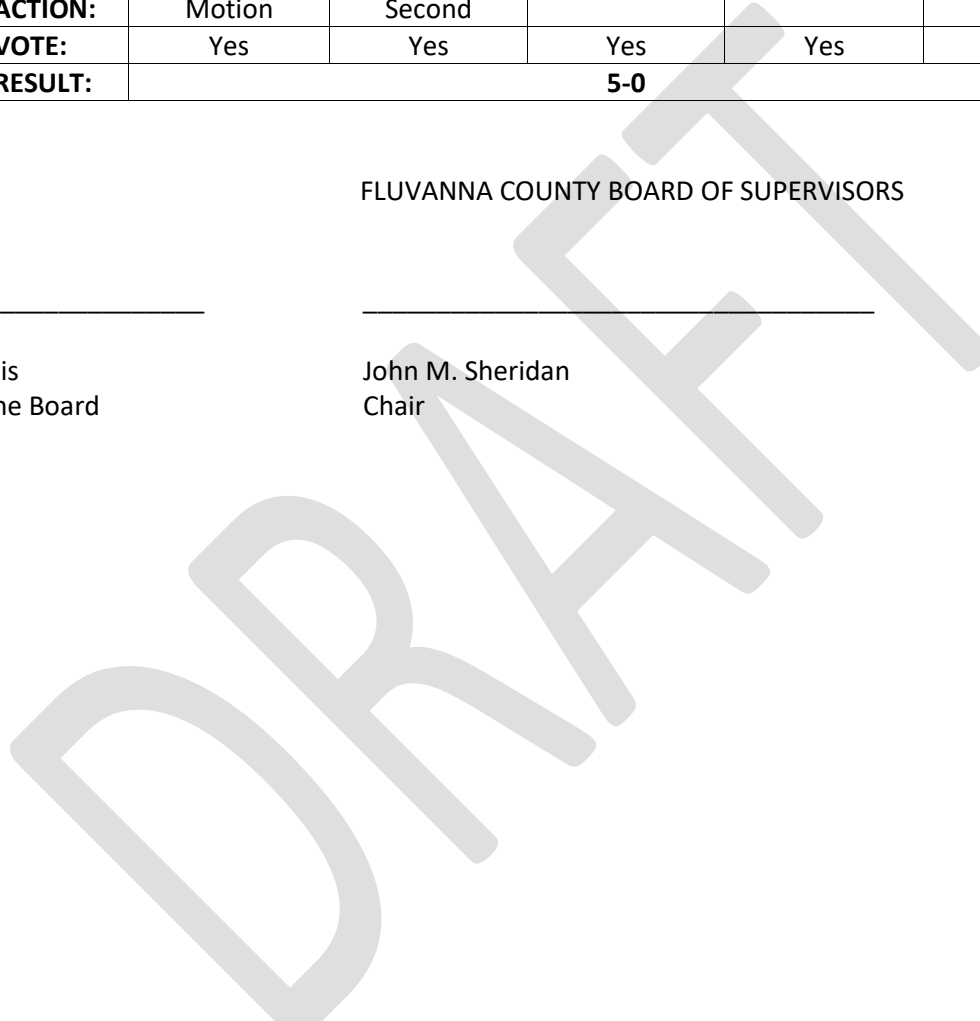 ACTION: Motion Second
VOTE: Yes Yes Yes Yes
RESULT: 5-0
FLUVANNA COUNTY BOARD OF SUPERVISORS
is John M. Sheridan
he Board Chair
DRAFT